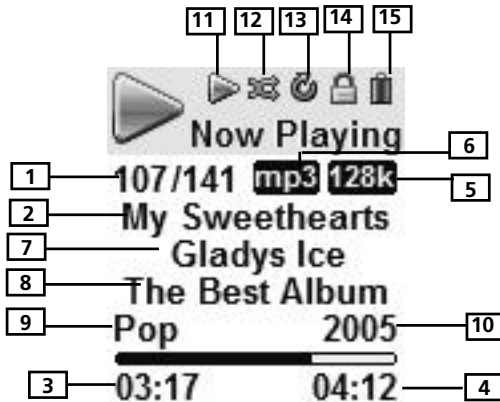 11 12 13 14 15
Now Playing
6
1 107/141 mp3 128k 5
2 My Sweethearts
7 Gladys Ice
8 The Best Album
9 Pop 2005 10
3 03:17 04:12 4